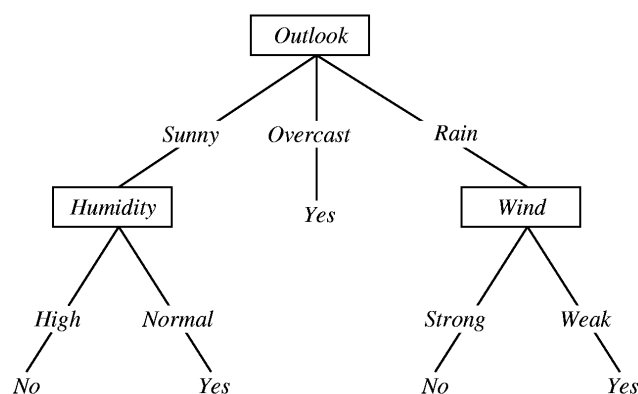 Outlook
Sunny Overcast Rain
Humidity Yes Wind
High Normal Strong Weak
No Yes No Yes